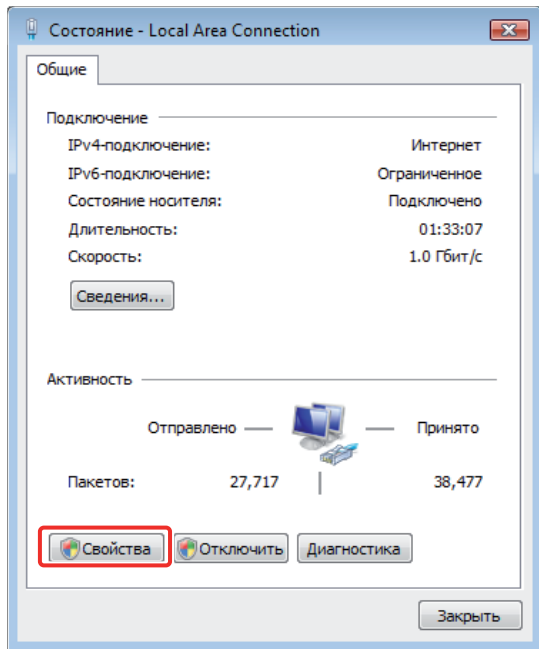 Состояние - Local Area Connection
Общие
Подключение
IPv4-подключение: Интернет
IPv6-подключение: Ограниченное
Состояние носителя: Подключено
Длительность: 01:33:07
Скорость: 1.0 Гбит/с
Сведения...
Активность
Отправлено Принято
Пакетов: 27,717 38,477
Свойства Отключить Диагностика
Закрыть